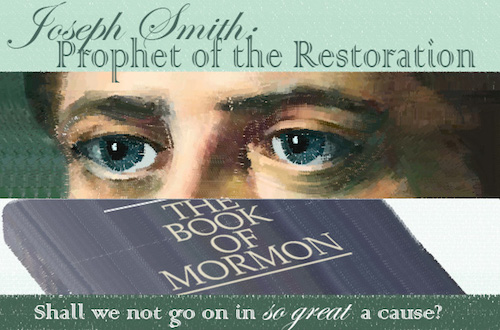 Joseph Smith:
Prophet of the Restoration
THE
BOOK
OF
MORMON
Shall we not go on in so great a cause?